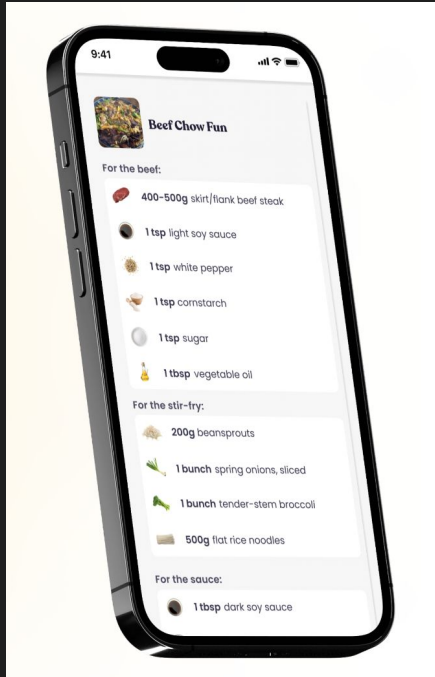 9:41
Beef Chow Fun
For the beef:
400-500g skirt/flank beef steak
1 tsp light soy sauce
1 tsp white pepper
1 tsp cornstarch
1 tsp sugar
1 tbsp vegetable oil
For the stir-fry:
200g beansprouts
1 bunch spring onions, sliced
1 bunch tender-stem broccoli
500g flat rice noodles
For the sauce:
1 tbsp dark soy sauce